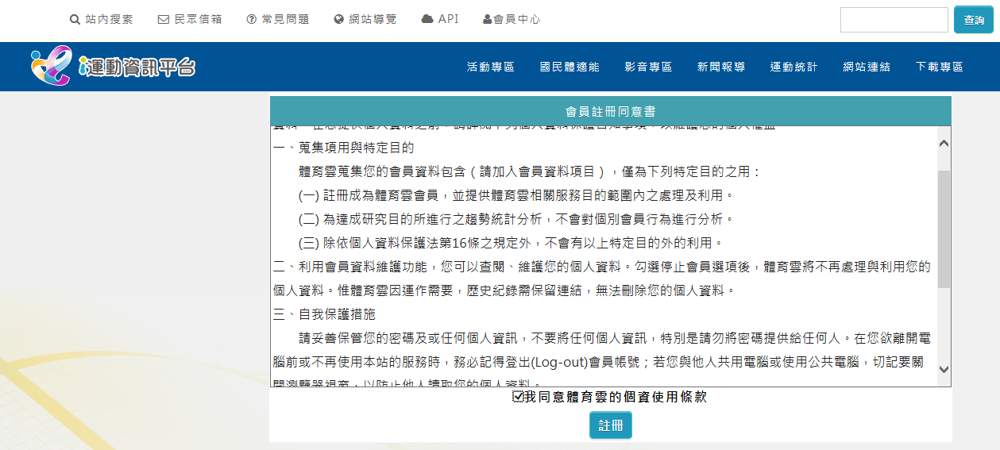 站內搜索 民眾信箱 常見問題 網站導覽 API 會員中心 查詢
i運動資訊平台 活動專區 國民體適能 影音專區 新聞報導 運動統計 網站連結 下載專區
會員註冊同意書
一、蒐集項用與特定目的
體育雲蒐集您的會員資料包含（請加入會員資料項目），僅為下列特定目的之用：
(一) 註冊成為體育雲會員，並提供體育雲相關服務目的範圍內之處理及利用。
(二) 為達成研究目的所進行之趨勢統計分析，不會對個別會員行為進行分析。
(三) 除依個人資料保護法第16條之規定外，不會有以上特定目的外的利用。
二、利用會員資料維護功能，您可以查閱、維護您的個人資料。勾選停止會員選項後，體育雲將不再處理與利用您的
個人資料。惟體育雲因運作需要，歷史紀錄需保留連結，無法刪除您的個人資料。
三、自我保護措施
請妥善保管您的密碼及或任何個人資訊，不要將任何個人資訊，特別是請勿將密碼提供給任何人。在您欲離開電
腦前或不再使用本站的服務時，務必記得登出(Log-out)會員帳號；若您與他人共用電腦或使用公共電腦，切記要關
閉瀏覽器視窗，以防止他人讀取您的個人資料。
我同意體育雲的個資使用條款
註冊